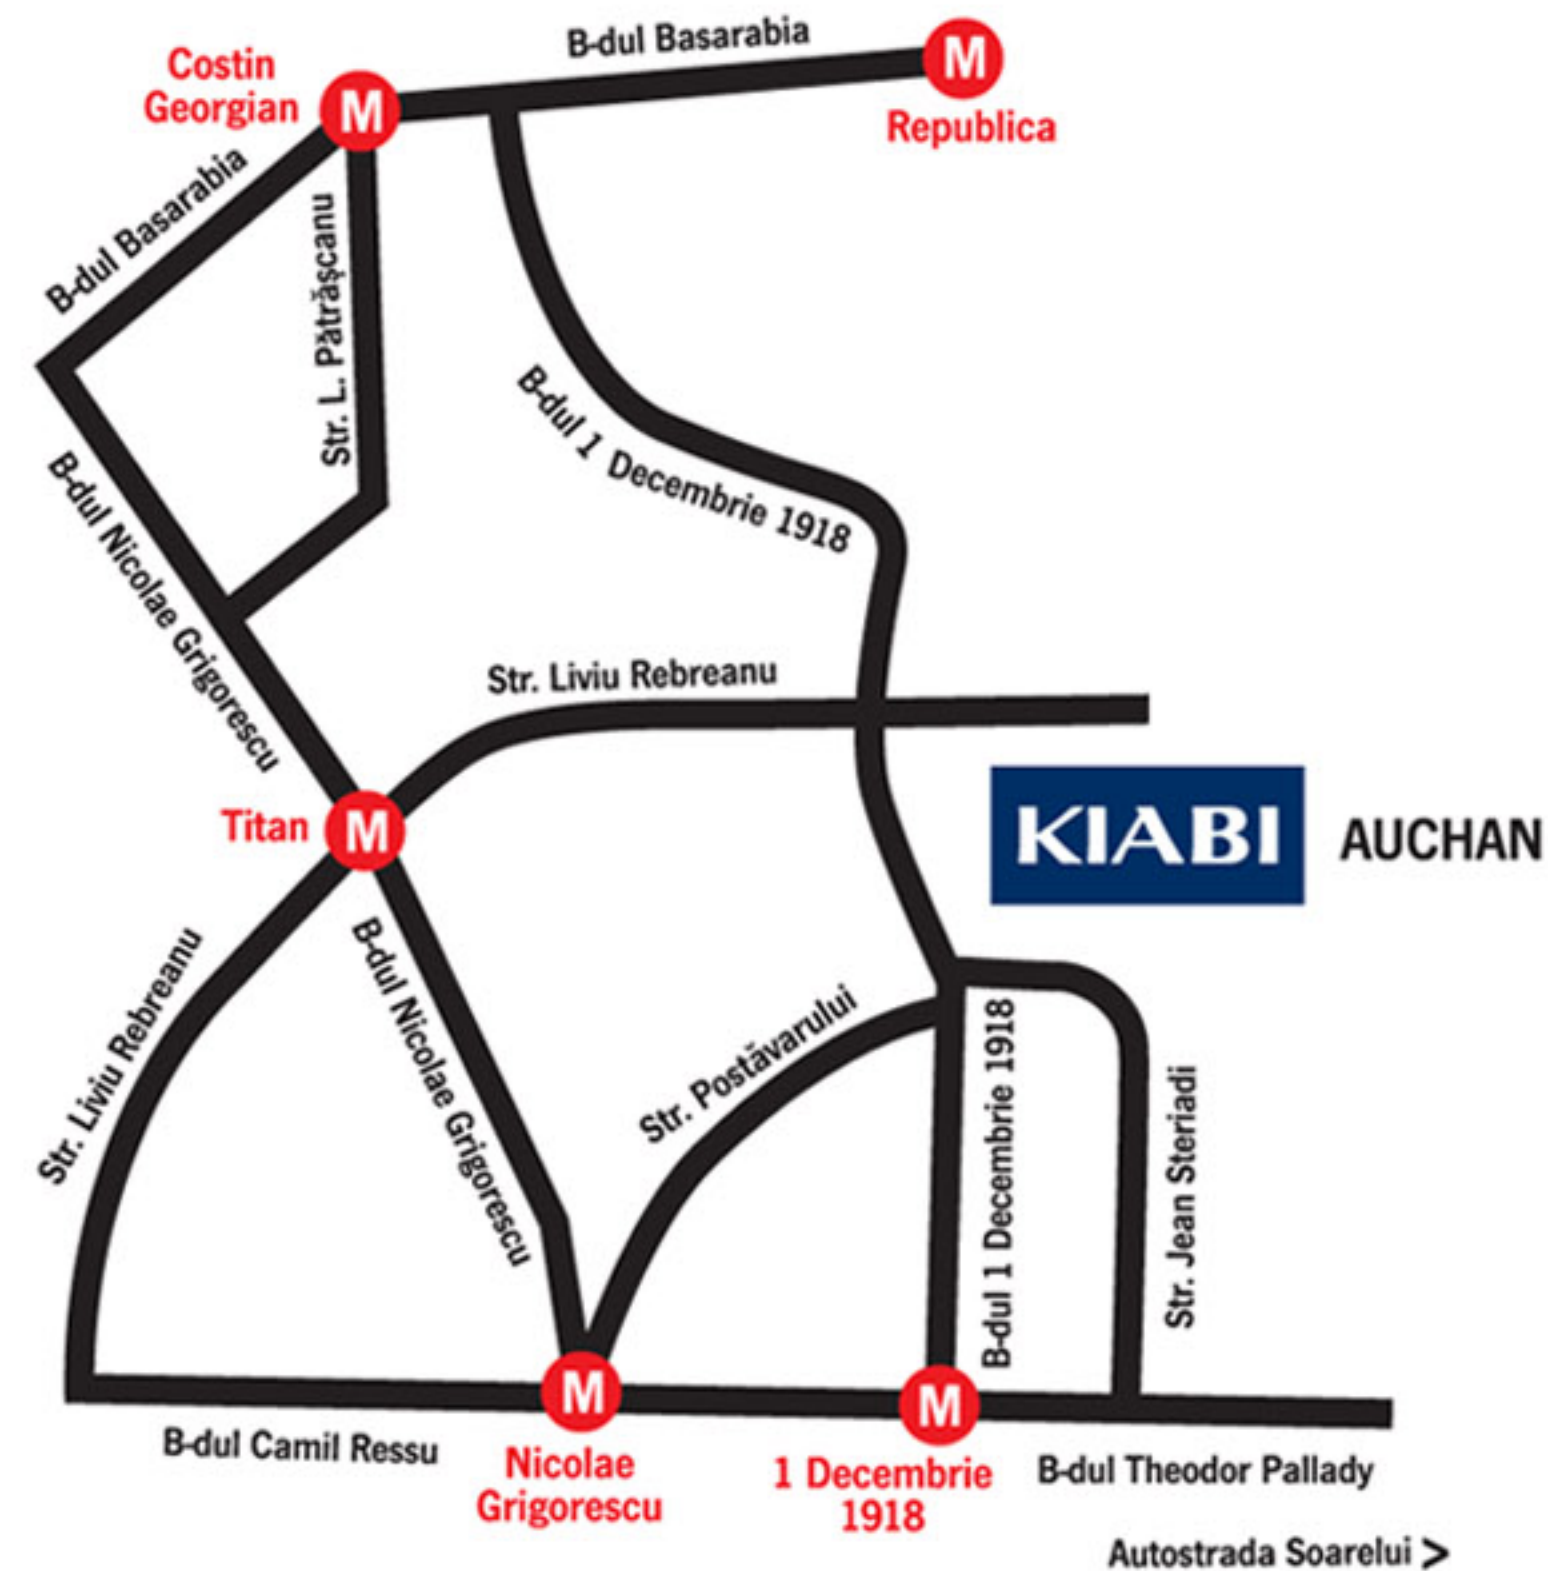 B-dul Basarabia
M
Republica
Costin
Georgian
M
B-dul Basarabia
Str. L. Pătrăşcanu
B-dul 1 Decembrie 1918
B-dul Nicolae Grigorescu
Str. Liviu Rebreanu
Titan
M
KIABI
AUCHAN
Str. Liviu Rebreanu
B-dul Nicolae Grigorescu
Str. Postăvarului
B-dul 1 Decembrie 1918
Str. Jean Steriadi
M
M
B-dul Camil Ressu
Nicolae
Grigorescu
1 Decembrie
1918
B-dul Theodor Pallady
Autostrada Soarelui >